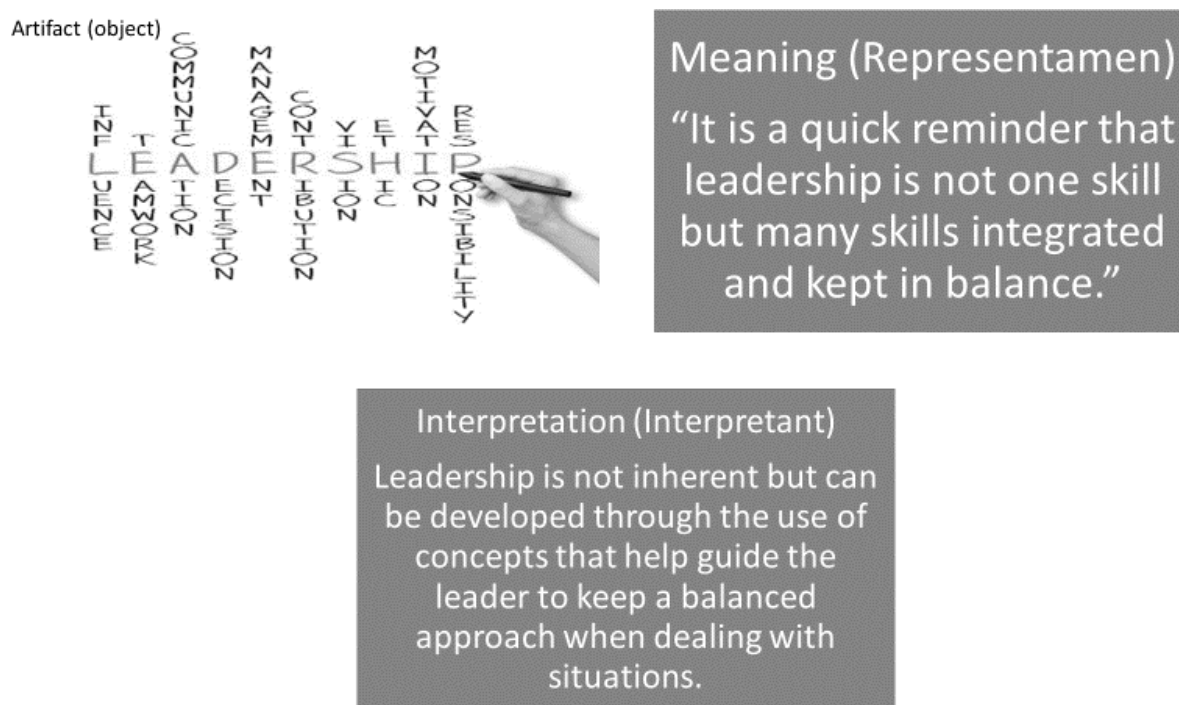 Artifact (object)
INFLUENCE
TEAMWORK
COMMUNICATION
DECISION
MANAGEMENT
CONTRIBUTION
VISION
ETHIC
MOTIVATION
RESPONSIBILITY
Meaning (Representamen)
“It is a quick reminder that
leadership is not one skill
but many skills integrated
and kept in balance.”
Interpretation (Interpretant)
Leadership is not inherent but can
be developed through the use of
concepts that help guide the
leader to keep a balanced
approach when dealing with
situations.